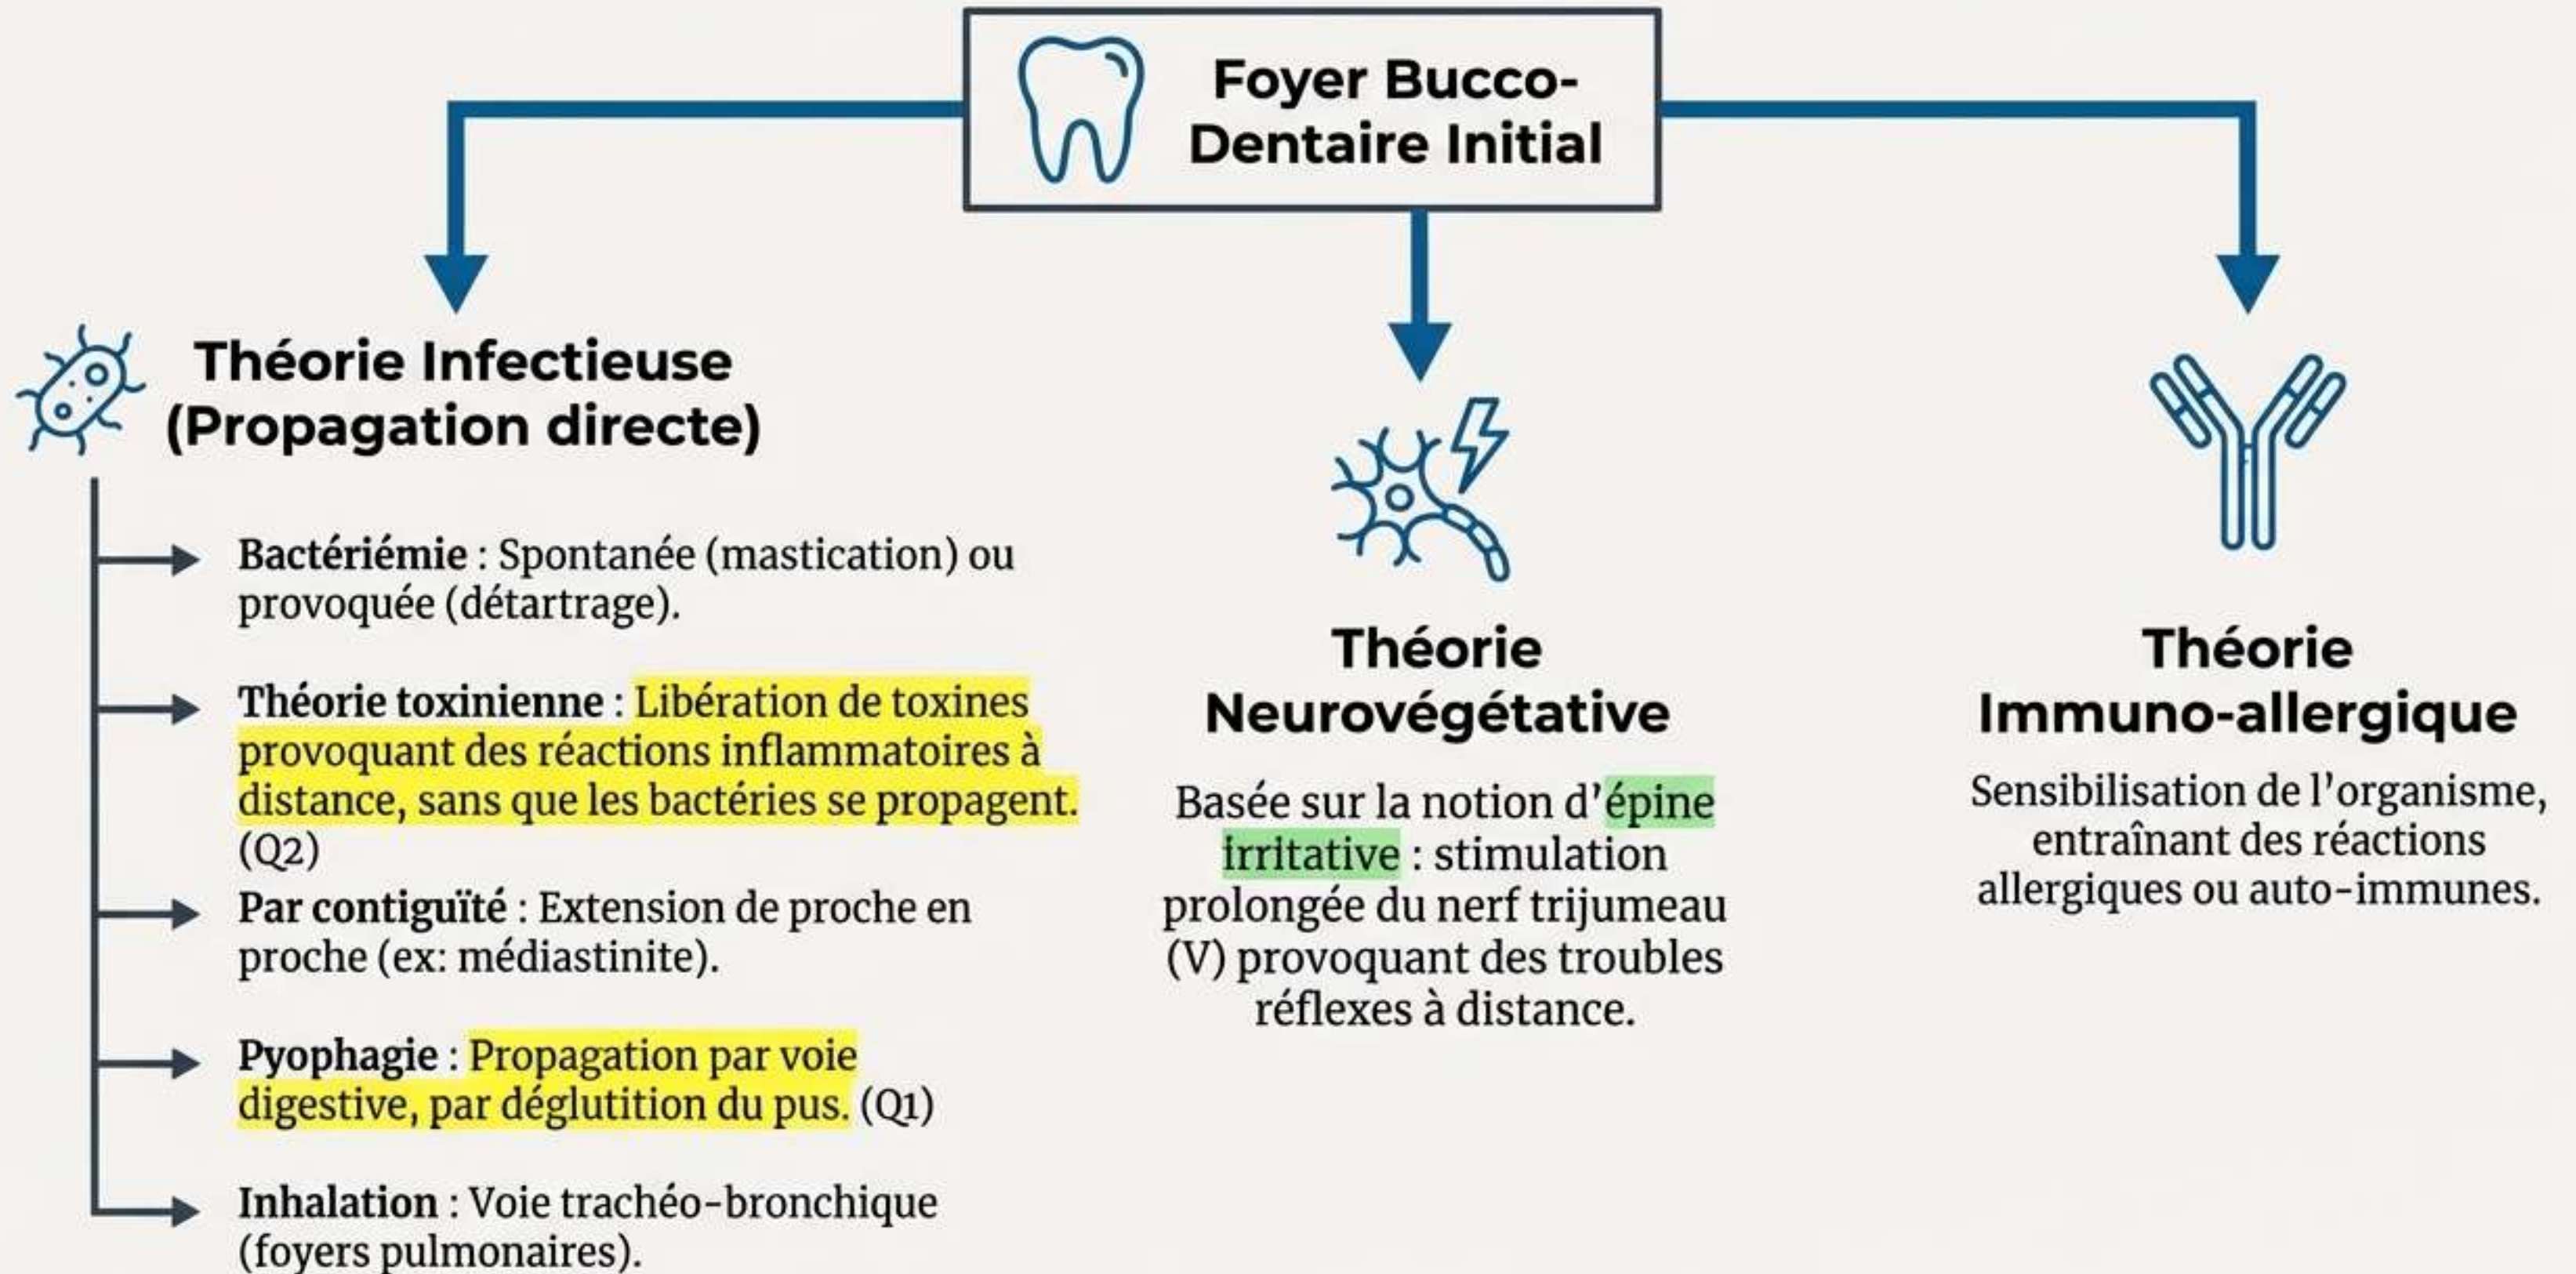 Foyer Bucco-
Dentaire Initial
Théorie Infectieuse
(Propagation directe)
Bactériémie : Spontanée (mastication) ou
provoquée (détartrage).
Théorie toxinienne : Libération de toxines
provoquant des réactions inflammatoires à
distance, sans que les bactéries se propagent.
(Q2)
Par contiguïté : Extension de proche en
proche (ex: médiastinite).
Pyophagie : Propagation par voie
digestive, par déglutition du pus. (Q1)
Inhalation : Voie trachéo-bronchique
(foyers pulmonaires).
Théorie
Neurovégétative
Basée sur la notion d'épine
irritative : stimulation
prolongée du nerf trijumeau
(V) provoquant des troubles
réflexes à distance.
Théorie
Immuno-allergique
Sensibilisation de l'organisme,
entraînant des réactions
allergiques ou auto-immunes.